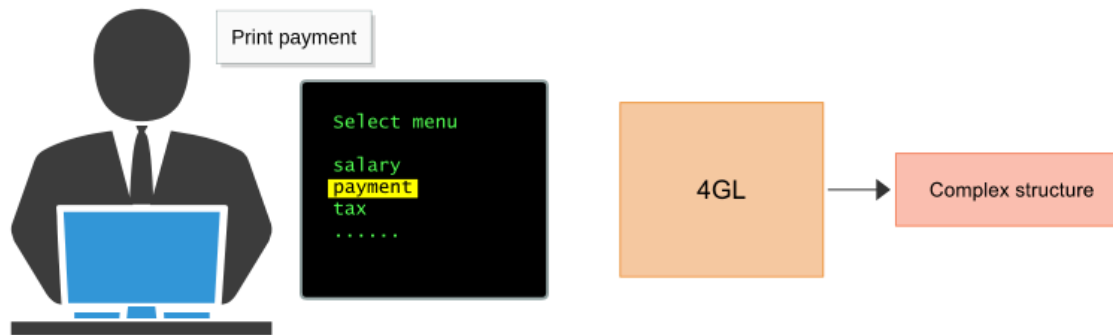 Print payment
Select menu
salary
payment
tax
......
4GL
Complex structure